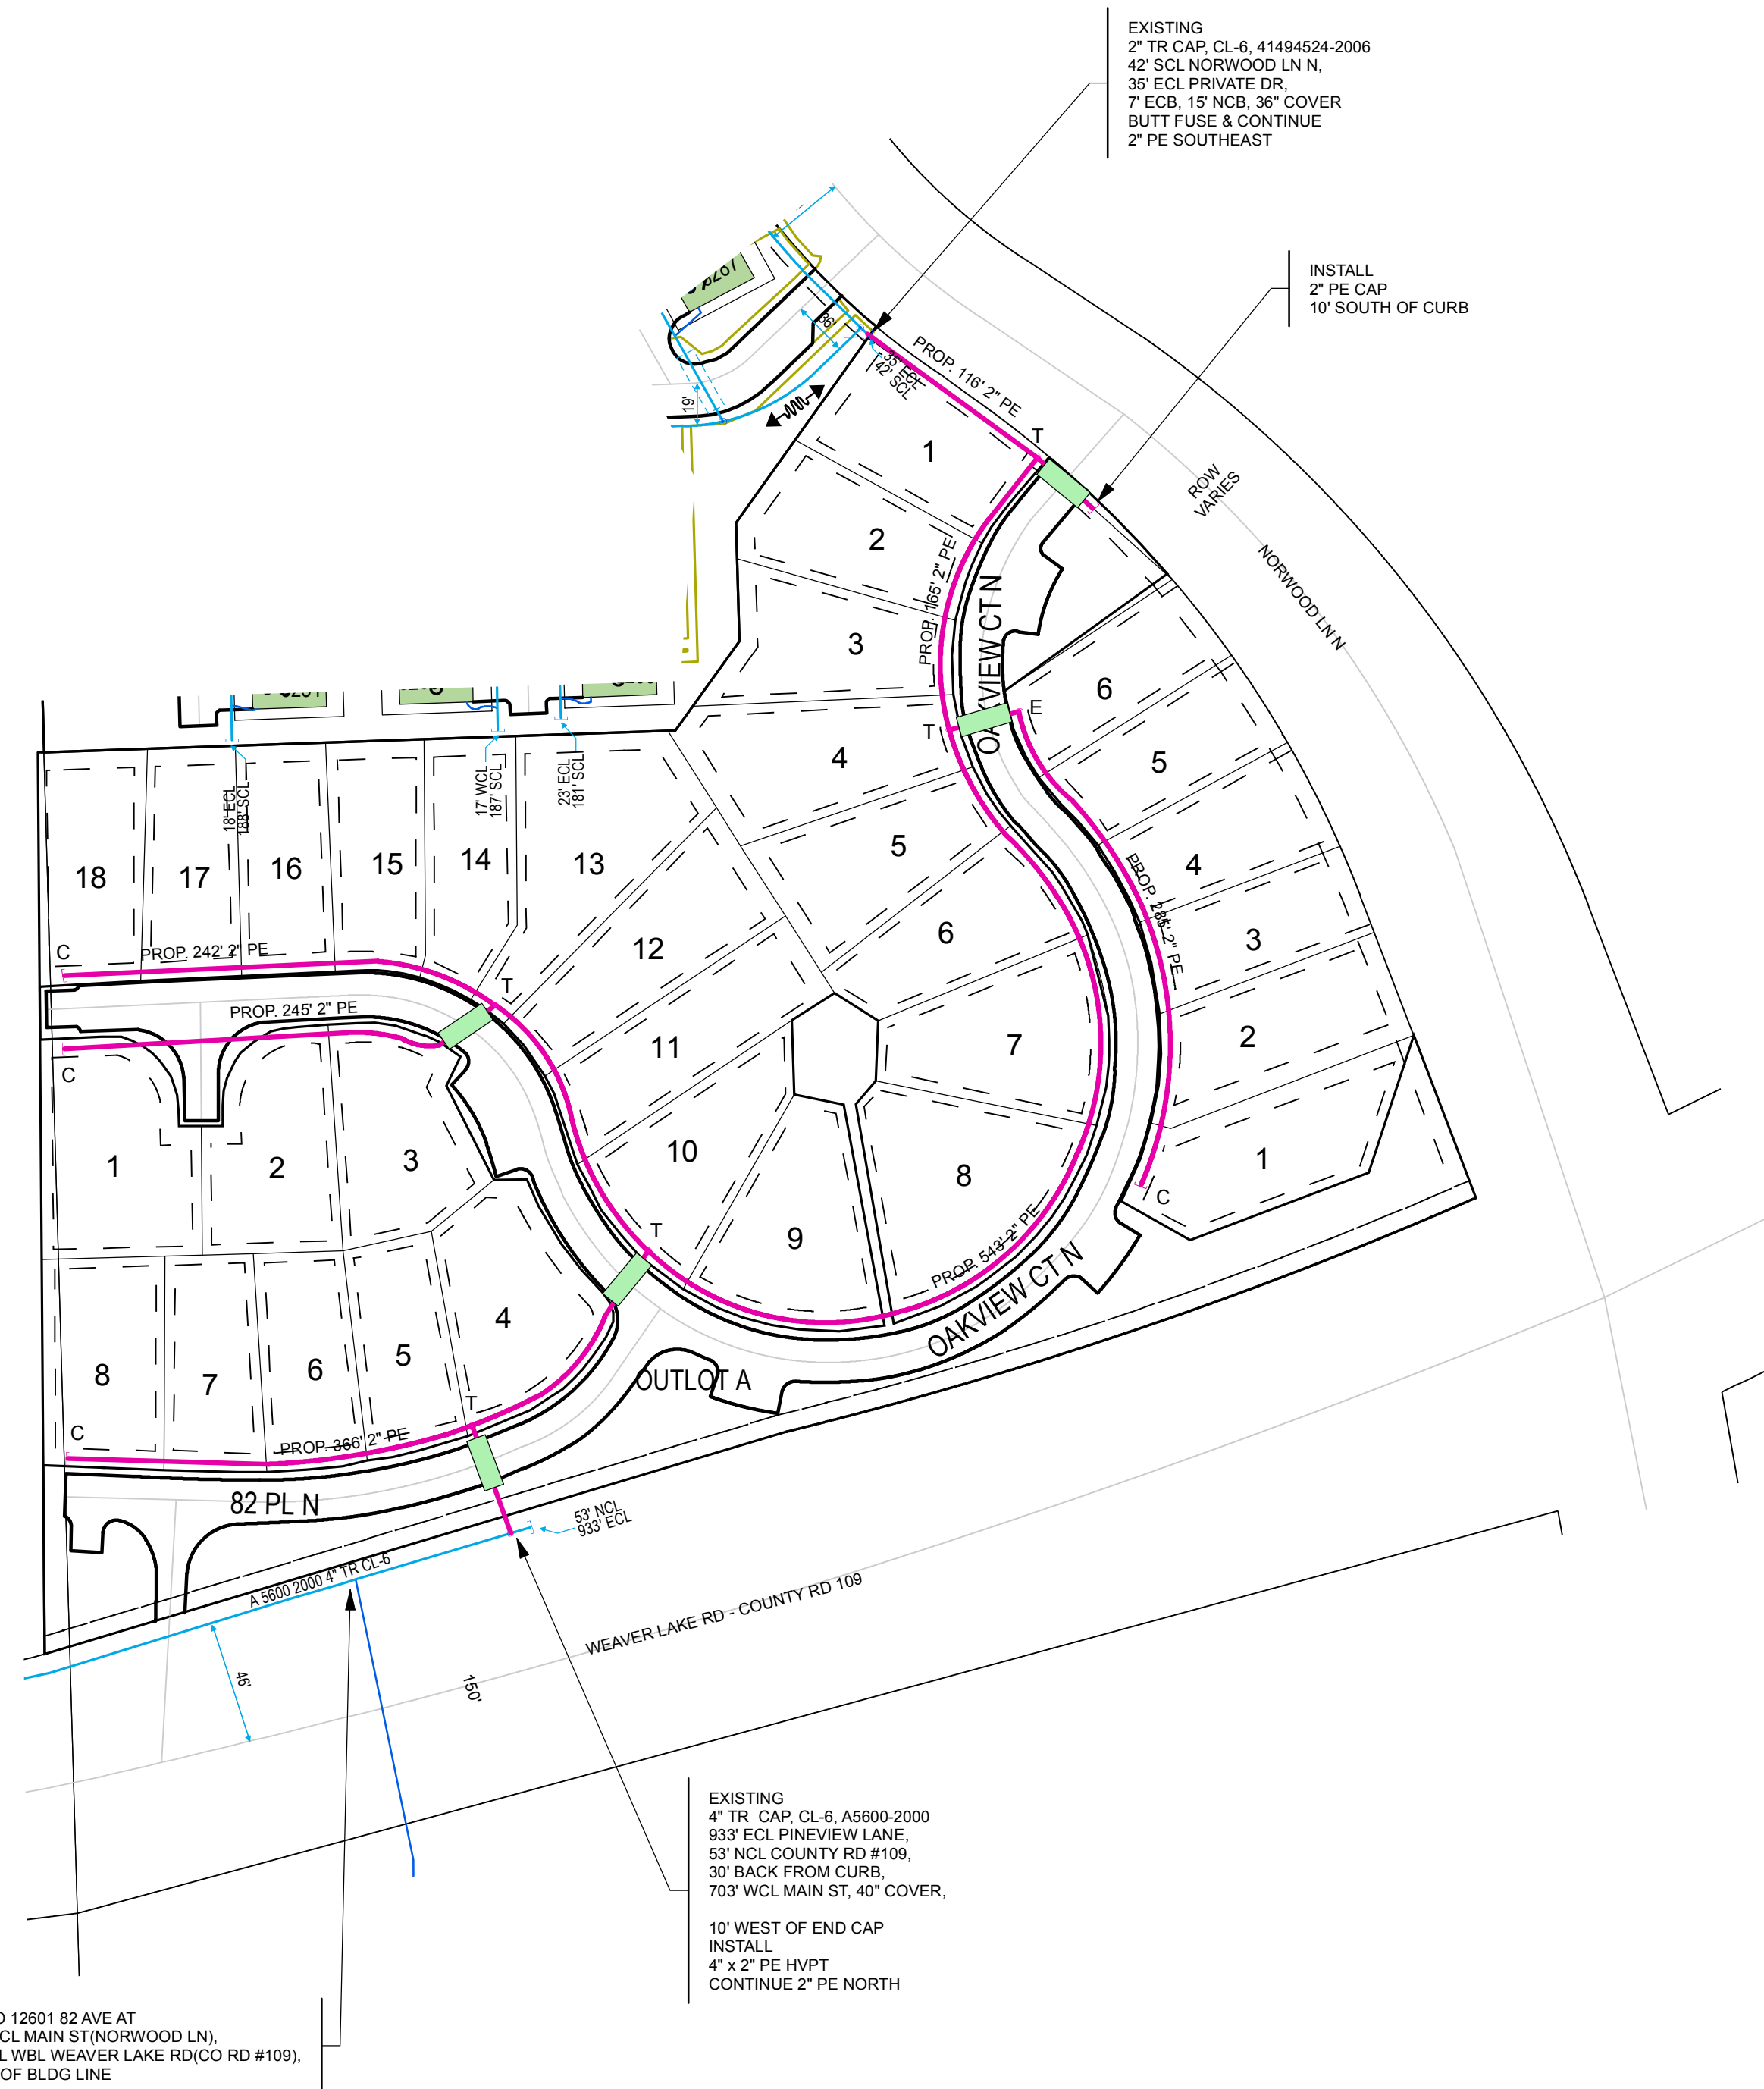 EXISTING
2" TR CAP, CL-6, 41494524-2006
42' SCL NORWOOD LN N,
35' ECL PRIVATE DR,
7' ECB, 15' NCB, 36" COVER
BUTT FUSE & CONTINUE
2" PE SOUTHEAST
INSTALL
2" PE CAP
10' SOUTH OF CURB
36'
35' ECL
42' SCL
PROP. 116' 2" PE
T
19'
1
ROW
VARIES
NORWOOD LN N
2
PROP. 165' 2" PE
OAKVIEW CT N
3
6
E
T
4
5
18' ECL
188' SCL
17' WCL
187' SCL
23' ECL
181' SCL
18
17
16
15
14
13
5
4
PROP. 285' 2" PE
12
6
3
C
PROP. 242' 2" PE
T
PROP. 245' 2" PE
11
7
2
C
1
2
3
10
8
1
C
9
T
PROP. 543' 2" PE
OAKVIEW CT N
4
OUTLOT A
8
7
6
5
T
C
PROP. 366' 2" PE
82 PL N
53' NCL
933' ECL
A 5600 2000 4" TR CL-6
WEAVER LAKE RD - COUNTY RD 109
46'
150'
EXISTING
4" TR CAP, CL-6, A5600-2000
933' ECL PINEVIEW LANE,
53' NCL COUNTY RD #109,
30' BACK FROM CURB,
703' WCL MAIN ST, 40" COVER,
10' WEST OF END CAP
INSTALL
4" x 2" PE HVPT
CONTINUE 2" PE NORTH
12601 82 AVE AT
CL MAIN ST(NORWOOD LN),
WBL WEAVER LAKE RD(CO RD #109),
OF BLDG LINE